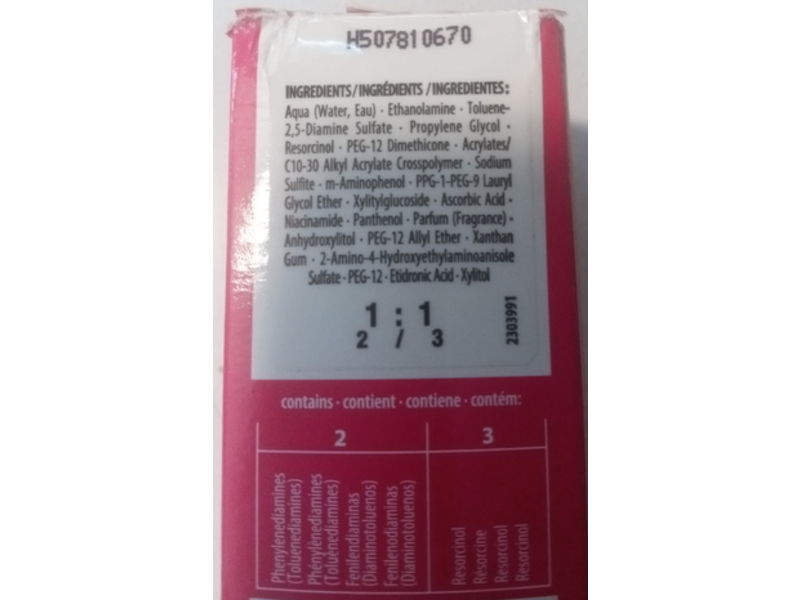 H507810670
INGREDIENTS/INGRÉDIENTS /INGREDIENTES:
Aqua (Water, Eau) · Ethanolamine · Toluene-
2,5-Diamine Sulfate · Propylene Glycol ·
Resorcinol · PEG-12 Dimethicone · Acrylates/
C10-30 Alkyl Acrylate Crosspolymer · Sodium
Sulfite · m-Aminophenol · PPG-1-PEG-9 Lauryl
Glycol Ether · Xylitylglucoside · Ascorbic Acid ·
Niacinamide · Panthenol · Parfum (Fragrance) ·
Anhydroxylitol · PEG-12 Allyl Ether · Xanthan
Gum · 2-Amino-4-Hydroxyethylaminoanisole
Sulfate · PEG-12 · Etidronic Acid · Xylitol
1 : 1
2 / 3
2303991
contains · contient · contiene · contém:
2 3
Phenylenediamines
(Toluenediamines)
Phénylènediamines
(Toluènediamines)
Fenilendiaminas
(Diaminotoluenos)
Fenilenodiaminas
(Diaminotoluenos)
Resorcinol
Résorcine
Resorcinol
Resorcinol